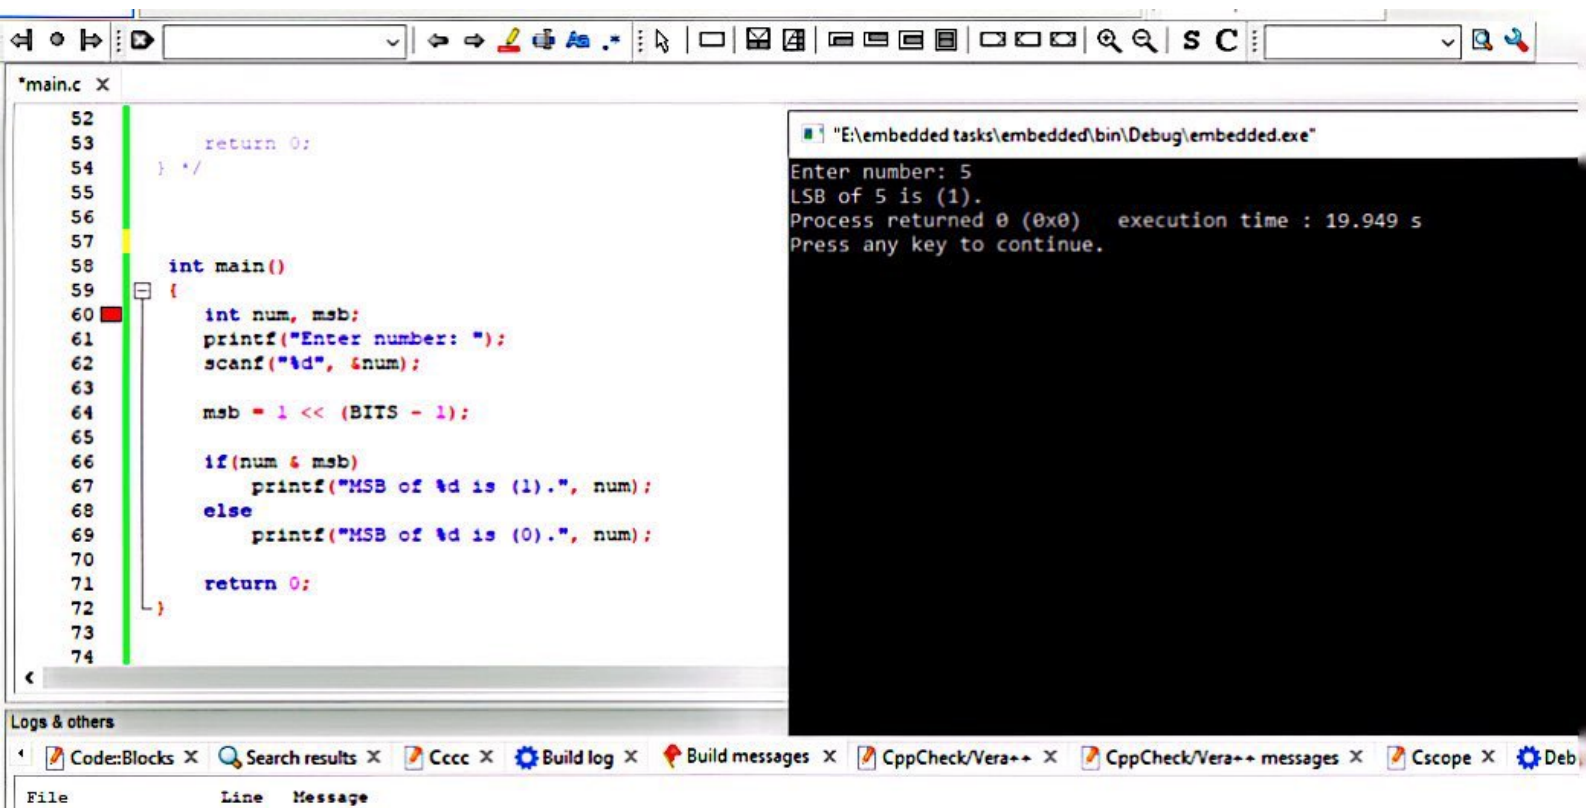 S C
*main.c X
52
53 return 0;
54 } */
55
56
57
58 int main()
59 {
60 int num, msb;
61 printf("Enter number: ");
62 scanf("%d", &num);
63
64 msb = 1 << (BITS - 1);
65
66 if(num & msb)
67 printf("MSB of %d is (1).", num);
68 else
69 printf("MSB of %d is (0).", num);
70
71 return 0;
72 }
73
74
"E:\embedded tasks\embedded\bin\Debug\embedded.exe"
Enter number: 5
LSB of 5 is (1).
Process returned 0 (0x0) execution time : 19.949 s
Press any key to continue.
Logs & others
Code::Blocks X Search results X Cccc X Build log X Build messages X CppCheck/Vera++ X CppCheck/Vera++ messages X Cscope X Deb
File Line Message